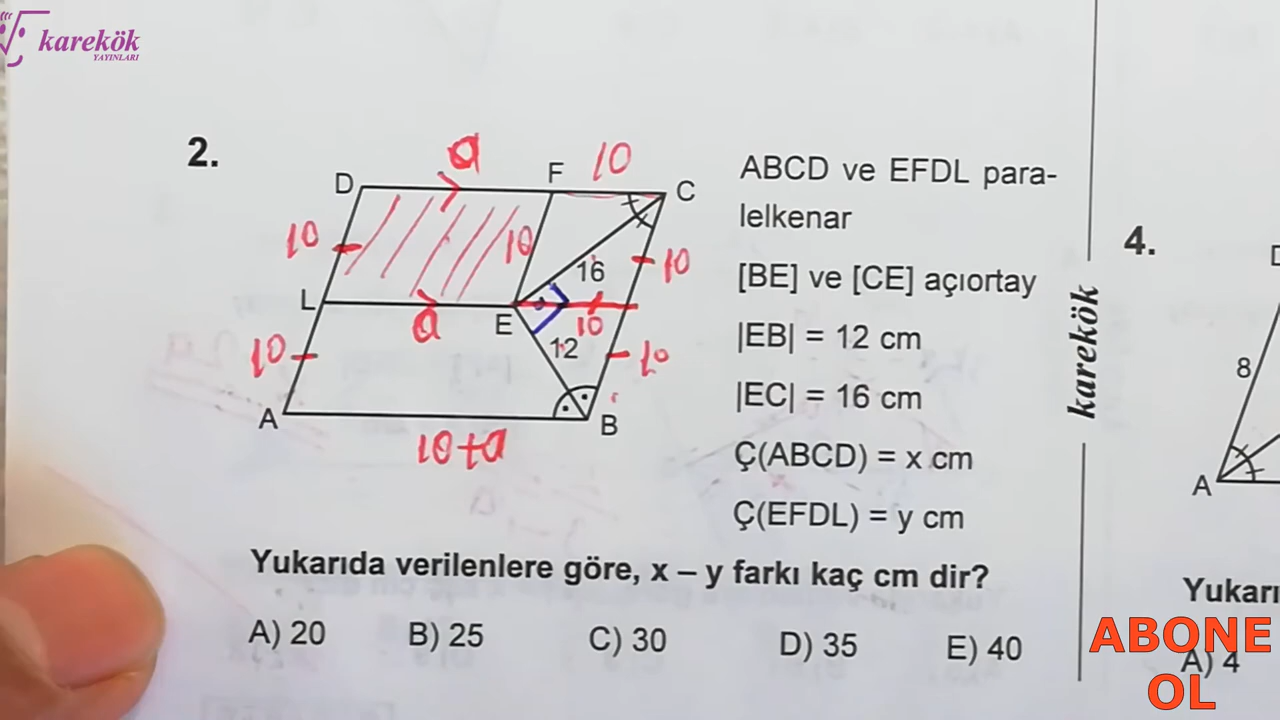 karekök
YAYINLARI
2.
a
10
D
F
C
10
10
16
10
L
a
E
10
12
10
10
A
B
10+a
ABCD ve EFDL para-
lelkenar
[BE] ve [CE] açıortay
|EB| = 12 cm
|EC| = 16 cm
Ç(ABCD) = x cm
Ç(EFDL) = y cm
Yukarıda verilenlere göre, x – y farkı kaç cm dir?
A) 20
B) 25
C) 30
D) 35
E) 40
karekök
4.
8
A
Yukarı
A) 4
ABONE
OL